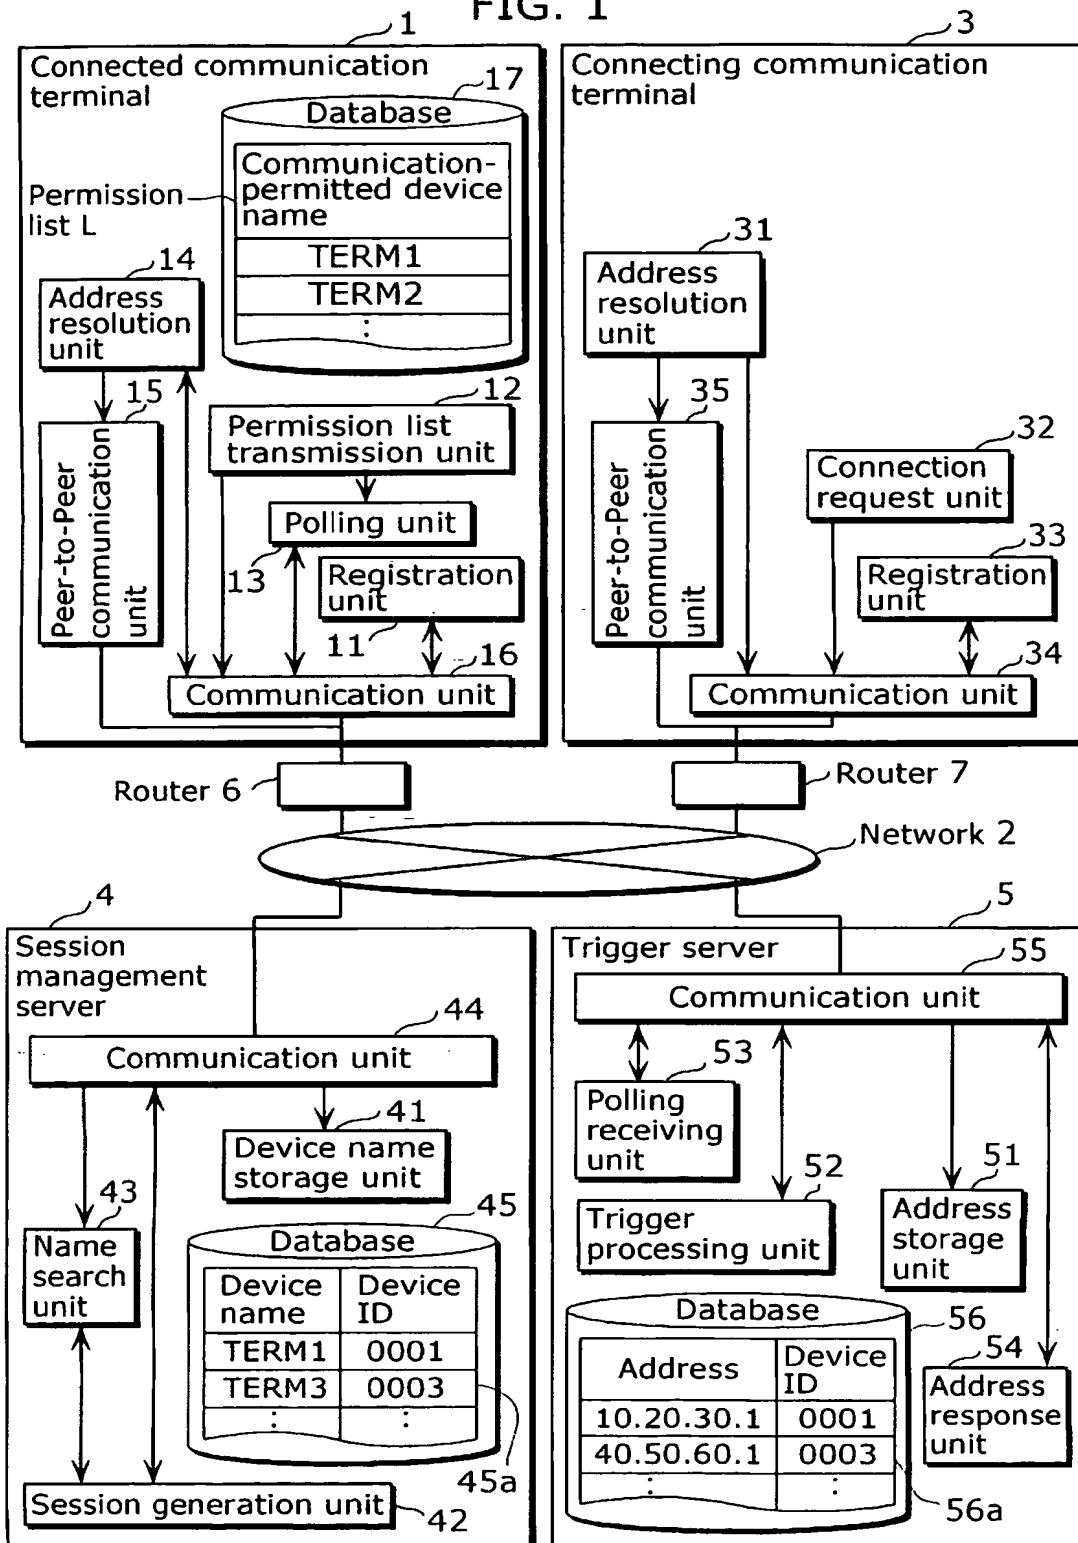 FIG. 1
1
Connected communication
terminal
17
Database
Communication-
permitted device
name
TERM1
TERM2
:
Permission
list L
14
Address
resolution
unit
15
Peer-to-Peer
communication
unit
12
Permission list
transmission unit
Polling unit
13
Registration
unit
11
16
Communication unit
3
Connecting communication
terminal
31
Address
resolution
unit
35
Peer-to-Peer
communication
unit
32
Connection
request unit
33
Registration
unit
34
Communication unit
Router 6
Router 7
Network 2
4
Session
management
server
44
Communication unit
41
Device name
storage unit
43
Name
search
unit
45
Database
Device
name
Device
ID
TERM1 0001
TERM3 0003
: :
45a
Session generation unit
42
5
Trigger server
55
Communication unit
53
Polling
receiving
unit
52
Trigger
processing unit
51
Address
storage
unit
Database
56
Address
Device
ID
10.20.30.1 0001
40.50.60.1 0003
: :
56a
54
Address
response
unit